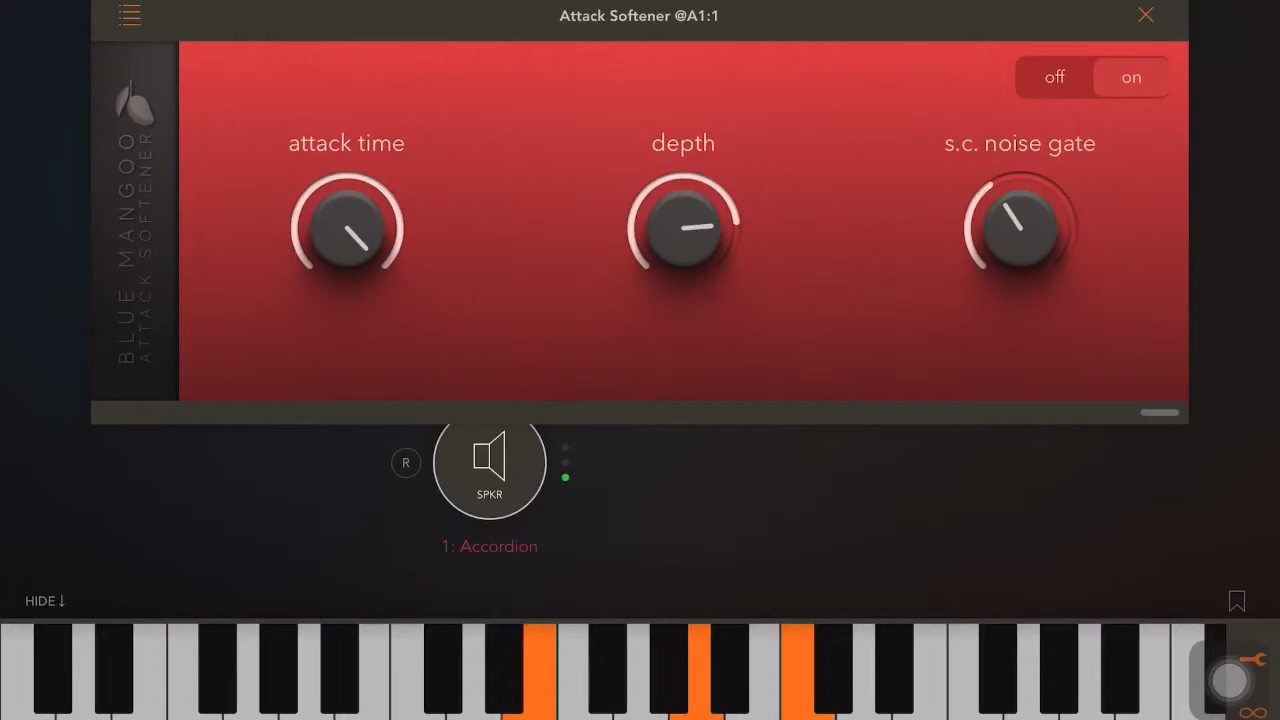 Attack Softener @A1:1
off
on
BLUE MANGOO
ATTACK SOFTENER
attack time
depth
s.c. noise gate
R
SPKR
1: Accordion
HIDE↓